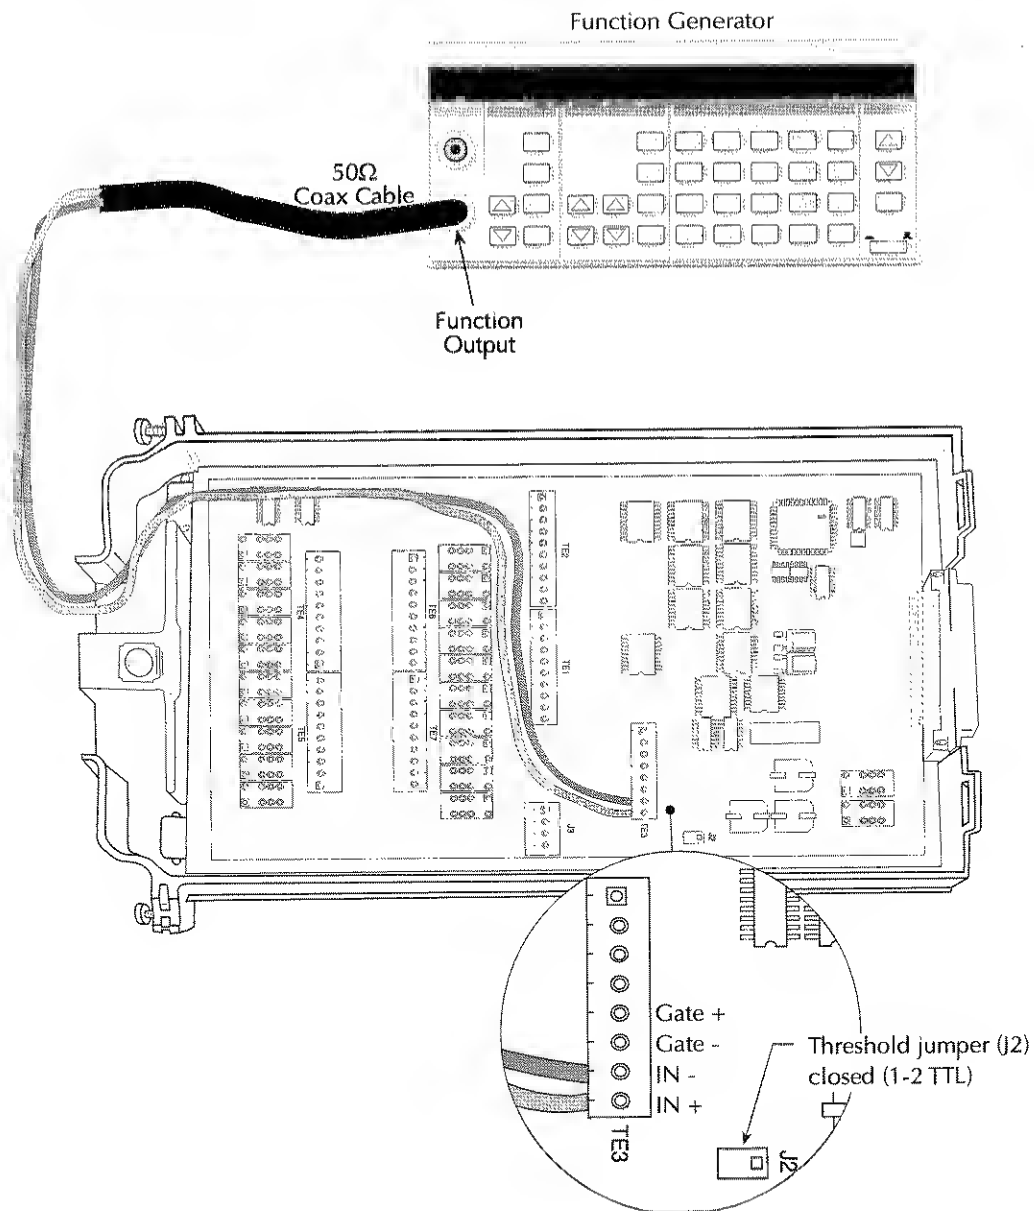 Function Generator
50Ω
Coax Cable
Function
Output
TE2
TE4
TE6
TE1
TE5
TE7
J3
TE3
J2
Gate +
Gate -
IN -
IN +
TE3
J2
Threshold jumper (J2)
closed (1-2 TTL)